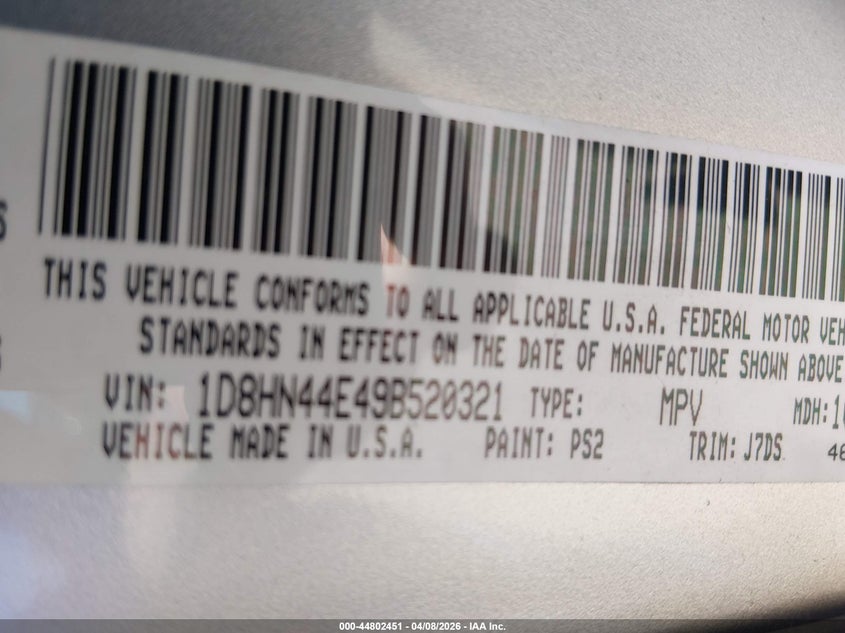 S
THIS VEHICLE CONFORMS TO ALL APPLICABLE U.S.A. FEDERAL MOTOR VEH
STANDARDS IN EFFECT ON THE DATE OF MANUFACTURE SHOWN ABOVE
VIN: 1D8HN44E49B520321 TYPE: MPV MDH:1
VEHICLE MADE IN U.S.A. PAINT: PS2 TRIM: J7DS 46
000-44802451 - 04/08/2026 - IAA Inc.